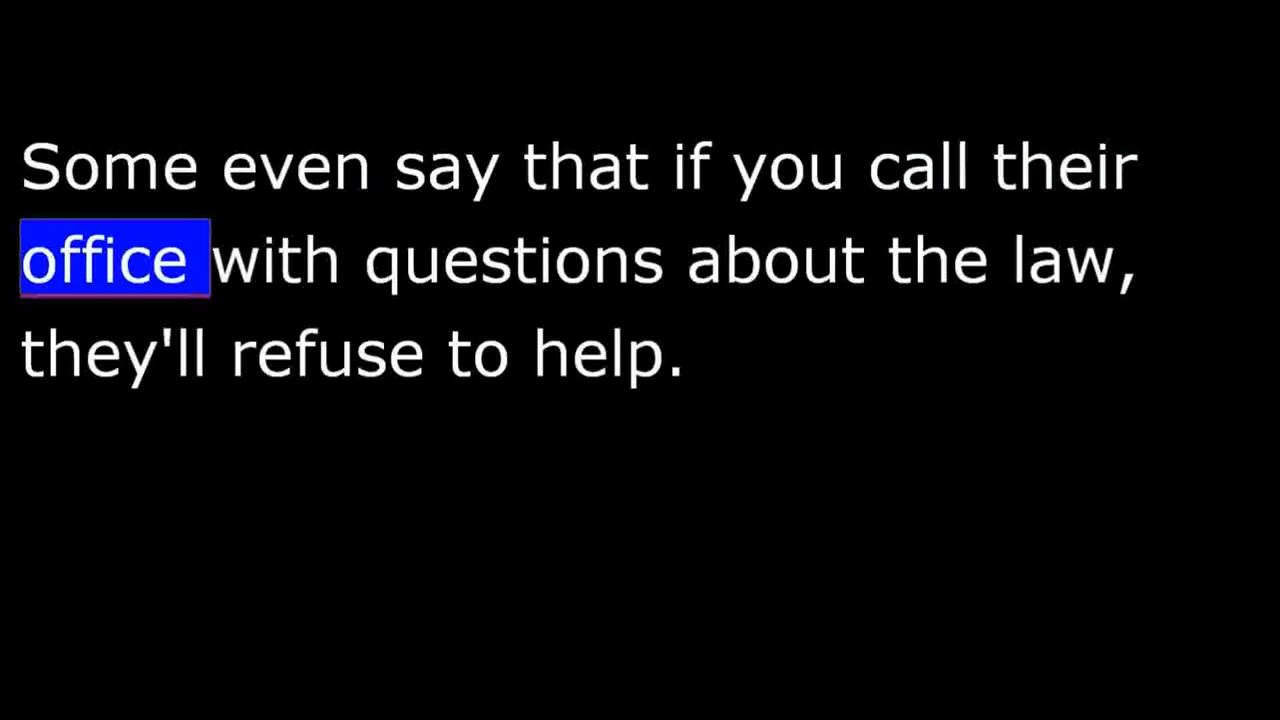 Some even say that if you call their
office with questions about the law,
they'll refuse to help.